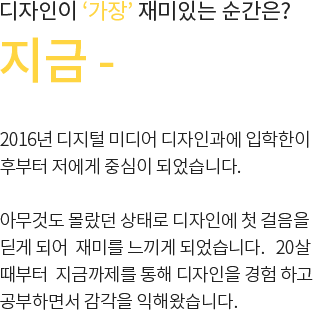 디자인이 ‘가장’ 재미있는 순간은?
지금 -
2016년 디지털 미디어 디자인과에 입학한이
후부터 저에게 중심이 되었습니다.
아무것도 몰랐던 상태로 디자인에 첫 걸음을
딛게 되어 재미를 느끼게 되었습니다. 20살
때부터 지금까제를 통해 디자인을 경험 하고
공부하면서 감각을 익해왔습니다.